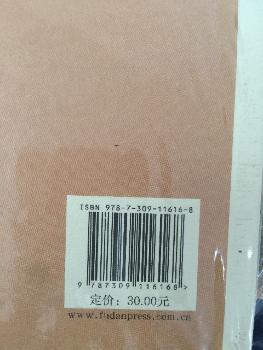 ISBN 978-7-309-11616-8
9 787309 116168 >
定价：30.00元
www.fudanpress.com.cn